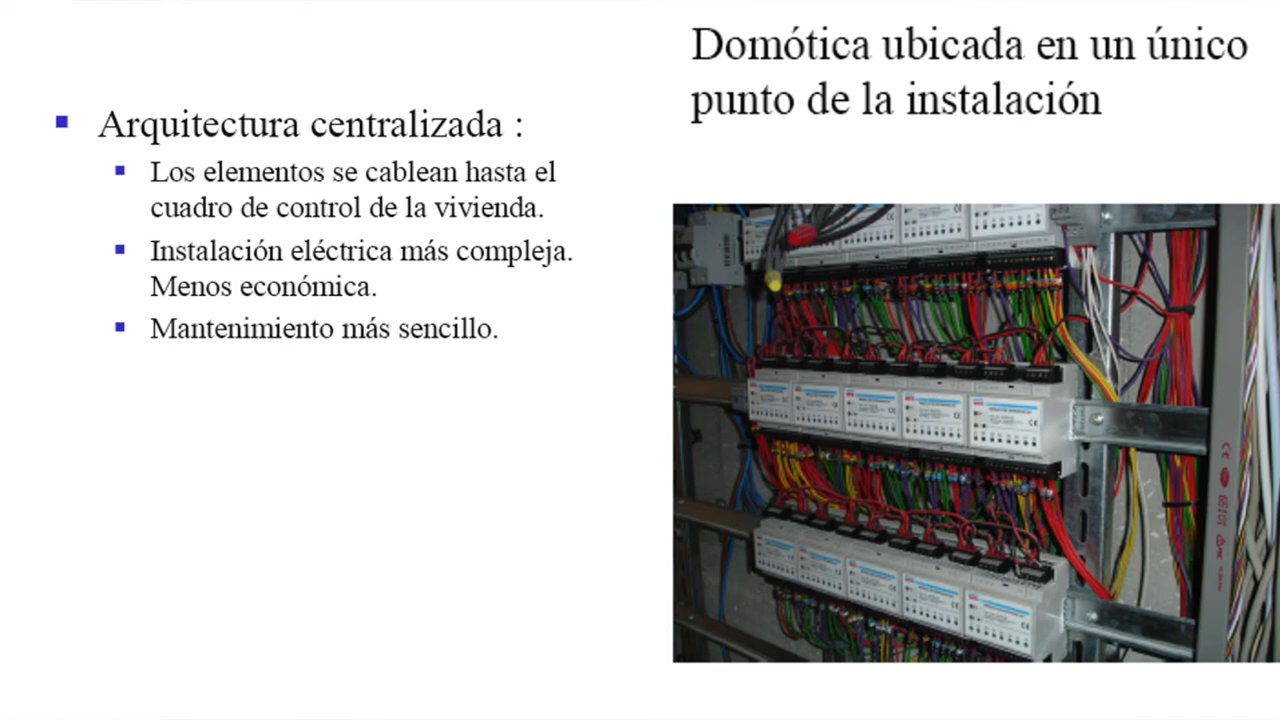 Domótica ubicada en un único
punto de la instalación
Arquitectura centralizada :
Los elementos se cablean hasta el
cuadro de control de la vivienda.
Instalación eléctrica más compleja.
Menos económica.
Mantenimiento más sencillo.